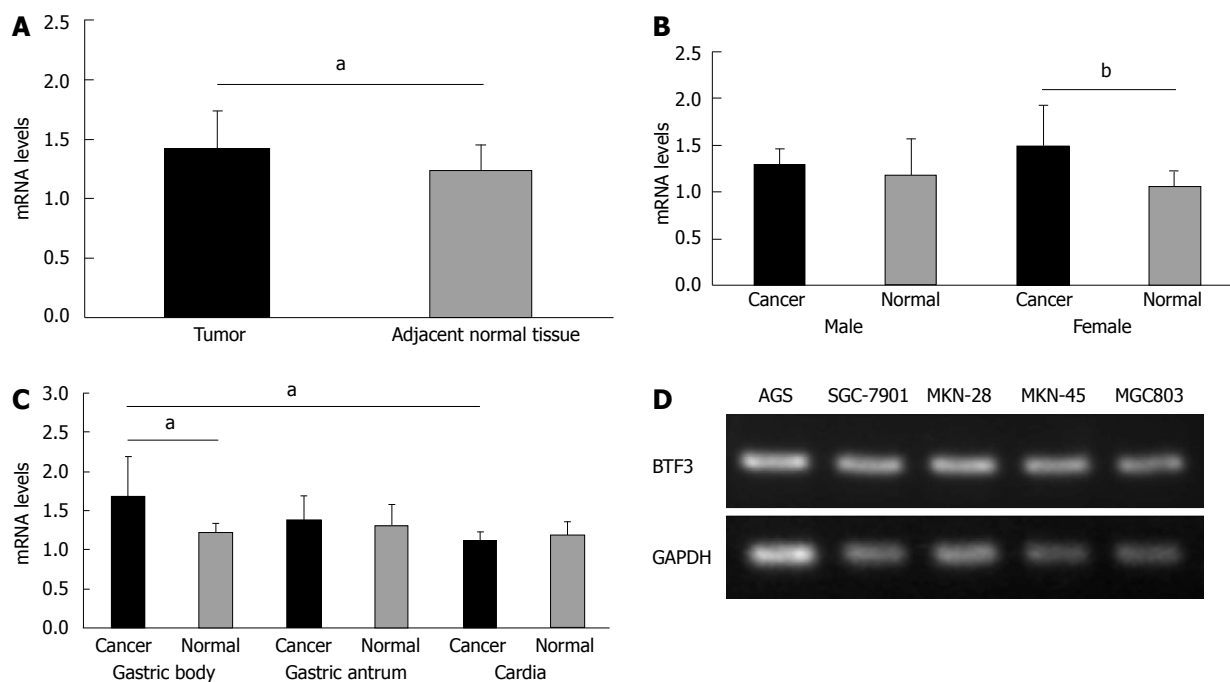 A
2.5
2.0
1.5
1.0
0.5
0.0
mRNA levels
a
Tumor Adjacent normal tissue
B
2.5
2.0
1.5
1.0
0.5
0.0
mRNA levels
b
Cancer Normal Cancer Normal
Male Female
C
3.0
2.5
2.0
1.5
1.0
0.5
0.0
mRNA levels
a
a
Cancer Normal Cancer Normal Cancer Normal
Gastric body Gastric antrum Cardia
D
AGS SGC-7901 MKN-28 MKN-45 MGC803
BTF3
GAPDH